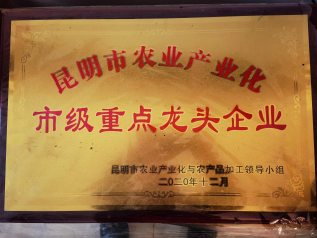 昆明市农业产业化
市级重点龙头企业
昆明市农业产业化与农产品加工领导小组
二〇二〇年十二月